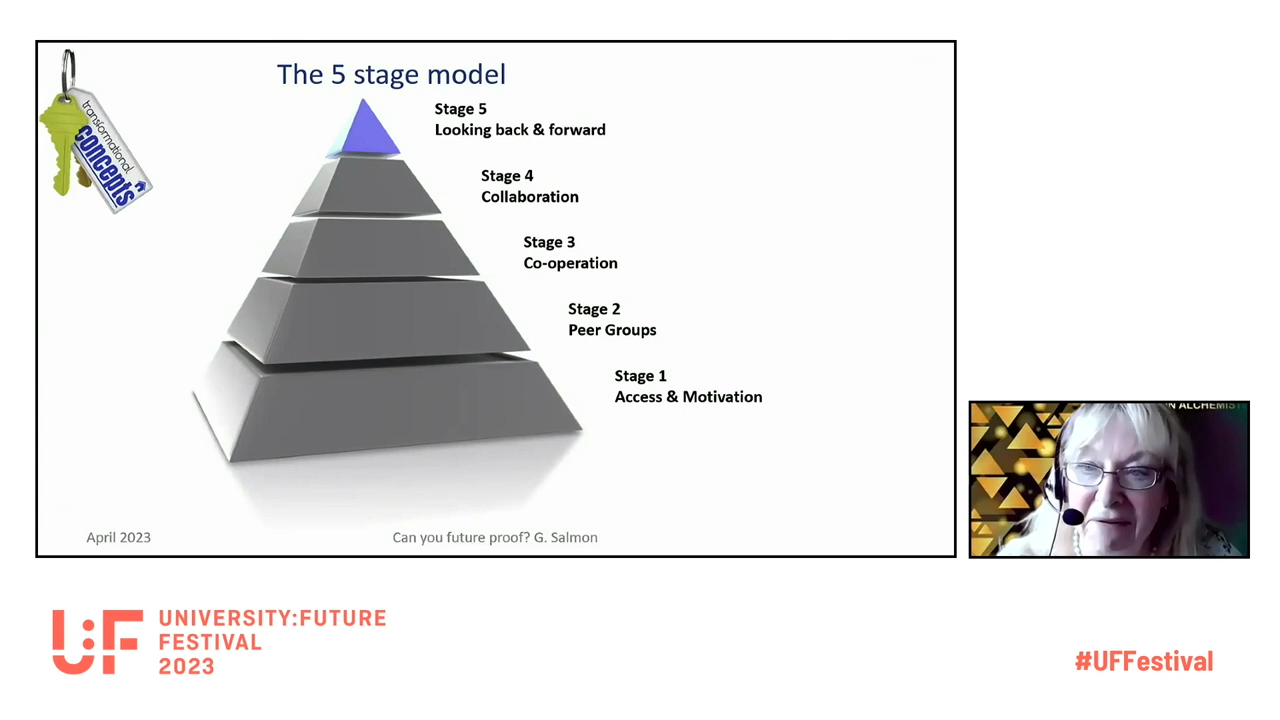 The 5 stage model
transformational
concepts
Stage 5
Looking back & forward
Stage 4
Collaboration
Stage 3
Co-operation
Stage 2
Peer Groups
Stage 1
Access & Motivation
April 2023
Can you future proof? G. Salmon
ALCHEMIST
U:F
UNIVERSITY:FUTURE
FESTIVAL
2023
#UFFestival